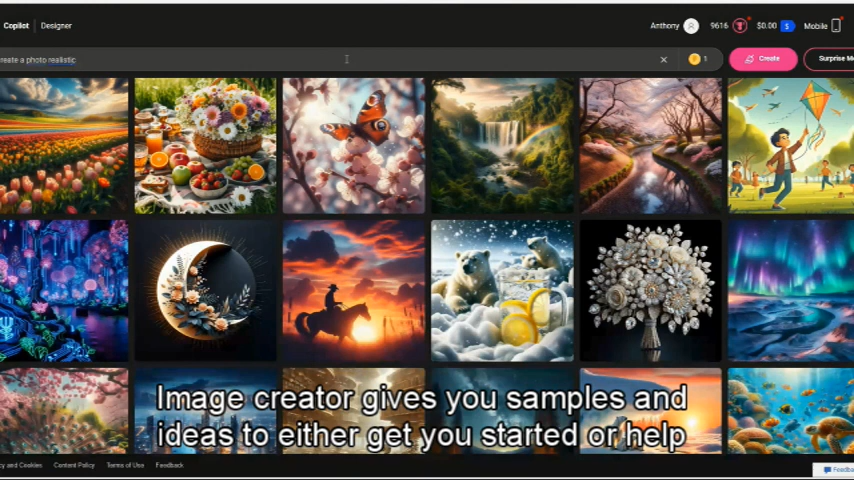 Copilot Designer Anthony 9616 $0.00 $ Mobile
reate a photo realistic 1 Create Surprise M
Image creator gives you samples and
ideas to either get you started or help
cy and Cookies Content Policy Terms of Use Feedback
Feedba